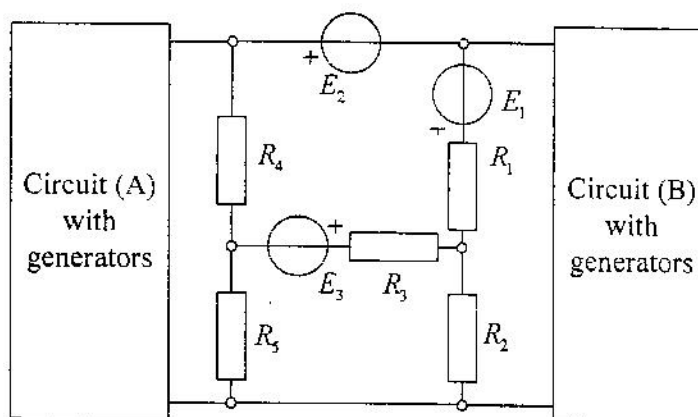 +
E₂
E₁
+
R₄
R₁
Circuit (A)
with
generators
Circuit (B)
with
generators
+
E₃
R₃
R₅
R₂